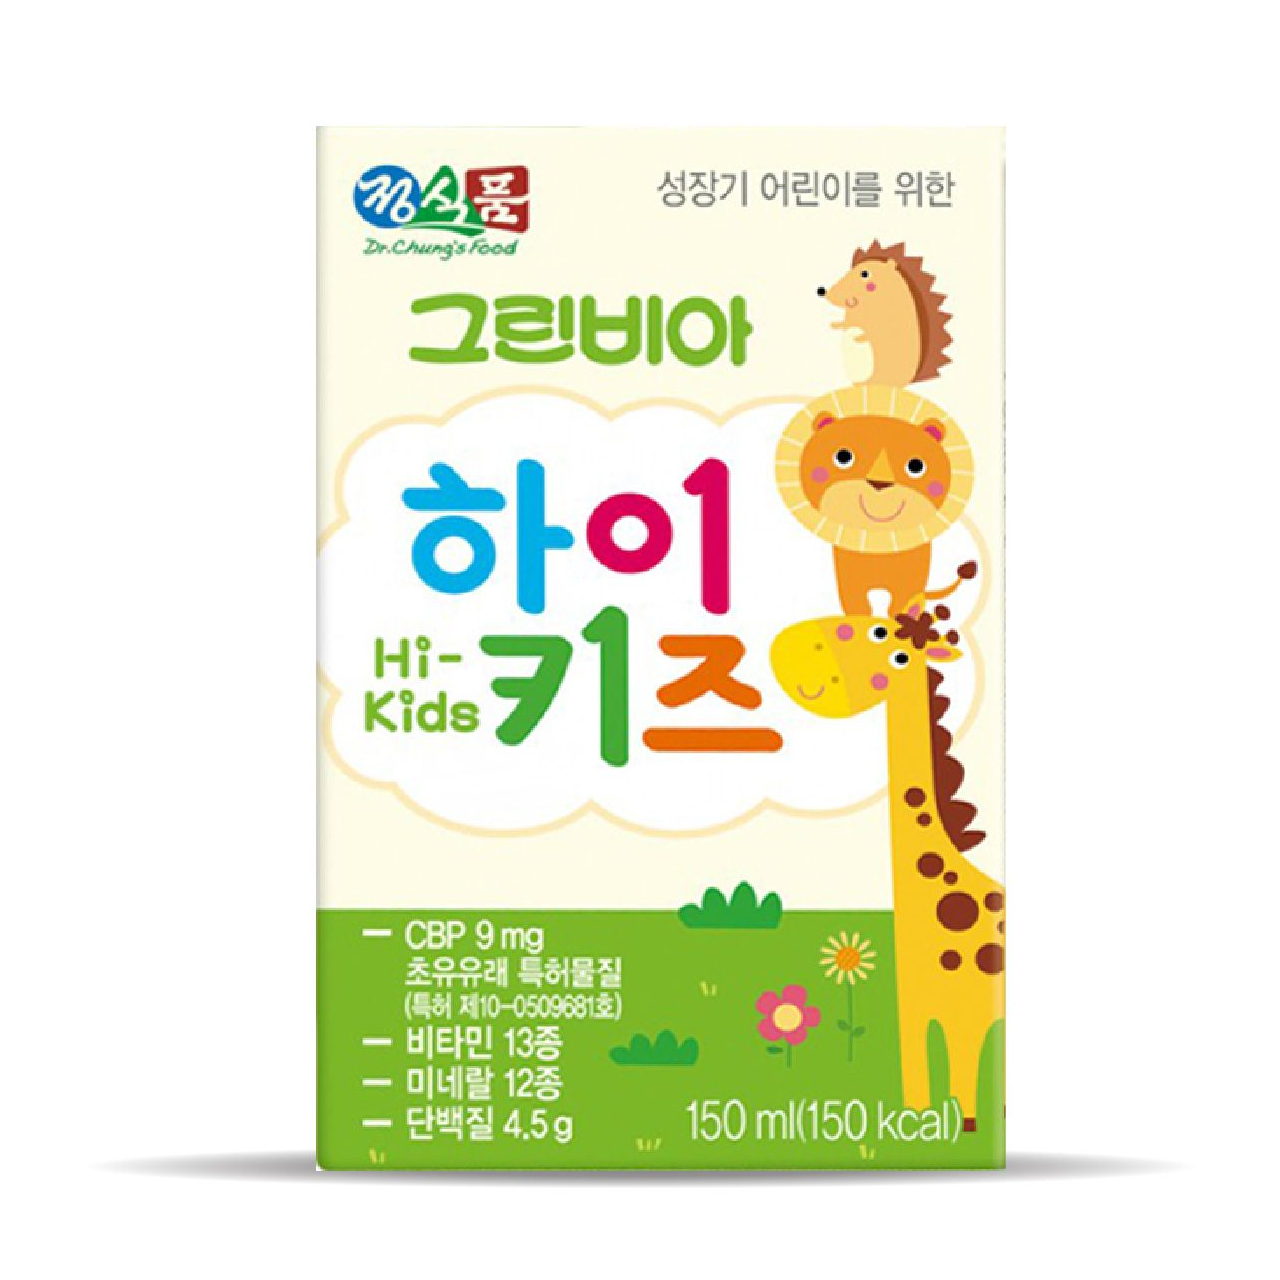 정식품
Dr.Chung's Food
성장기 어린이를 위한
그린비아
하이
Hi-
Kids
키즈
- CBP 9 mg
초유유래 특허물질
(특허 제10-0509681호)
- 비타민 13종
- 미네랄 12종
- 단백질 4.5 g
150 ml(150 kcal)